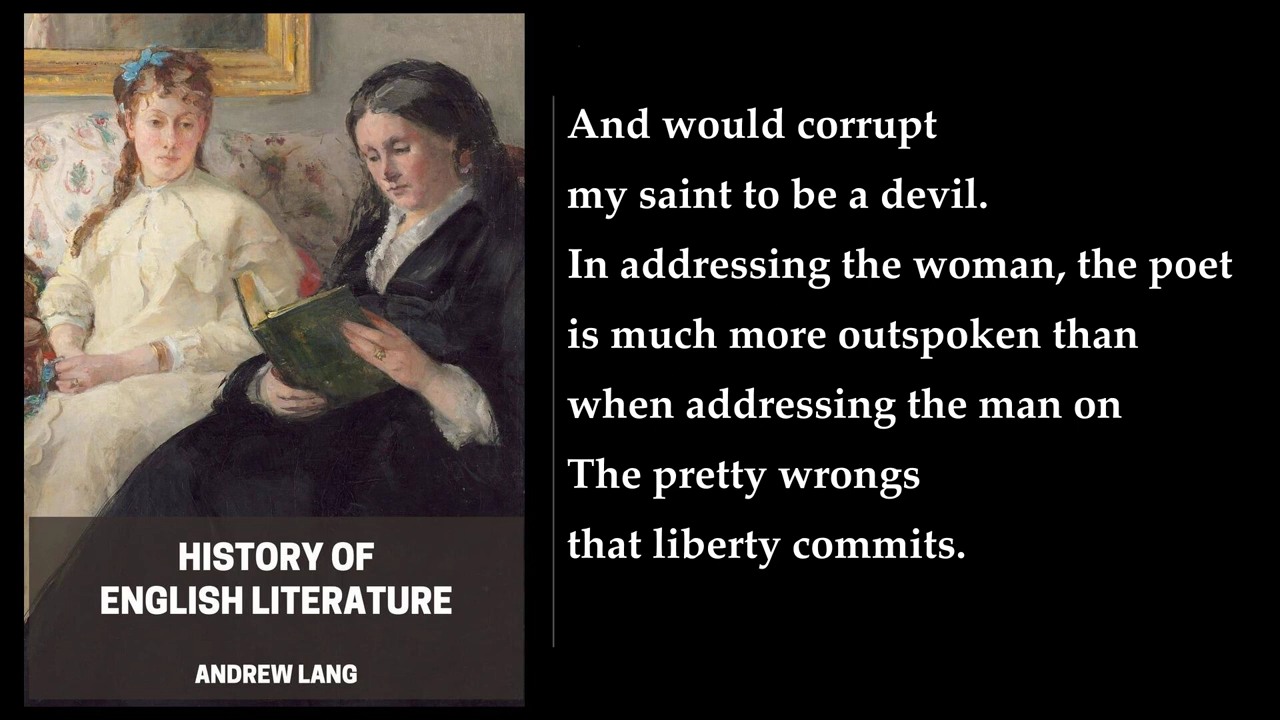 HISTORY OF
ENGLISH LITERATURE
ANDREW LANG
And would corrupt
my saint to be a devil.
In addressing the woman, the poet
is much more outspoken than
when addressing the man on
The pretty wrongs
that liberty commits.